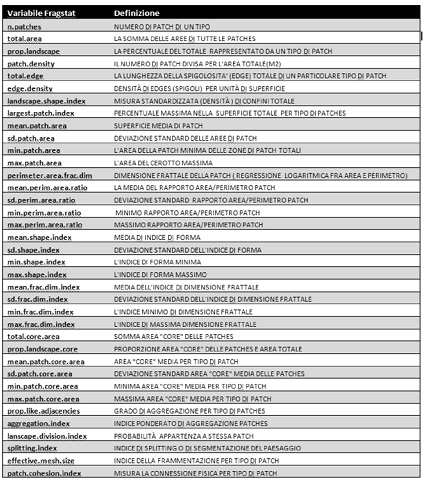 Variabile Fragstat Definizione
n.patches NUMERO DI PATCH DI UN TIPO
total.area LA SOMMA DELLE AREE DI TUTTE LE PATCHES
prop.landscape LA PERCENTUALE DEL TOTALE RAPPRESENTATO DA UN TIPO DI PATCH
patch.density IL NUMERO DI PATCH DIVISA PER L'AREA TOTALE(M2)
total.edge LA LUNGHEZZA DELLA SPIGOLOSITA' (EDGE) TOTALE DI UN PARTICOLARE TIPO DI PATCH
edge.density DENSITÀ DI EDGES (SPIGOLI) PER UNITÀ DI SUPERFICIE
landscape.shape.index MISURA STANDARDIZZATA (DENSITÀ ) DI CONFINI TOTALE
largest.patch.index PERCENTUALE MASSIMA NELLA SUPERFICIE TOTALE PER TIPO DI PATCHES
mean.patch.area SUPERFICIE MEDIA DI PATCH
sd.patch.area DEVIAZIONE STANDARD DELLE AREE DI PATCH
min.patch.area L'AREA DELLA PATCH MINIMA DELLE ZONE DI PATCH TOTALI
max.patch.area L'AREA DEL CEROTTO MASSIMA
perimeter.area.frac.dim DIMENSIONE FRATTALE DELLA PATCH ( REGRESSIONE LOGARITMICA FRA AREA E PERIMETRO)
mean.perim.area.ratio LA MEDIA DEL RAPPORTO AREA/PERIMETRO PATCH
sd.perim.area.ratio DEVIAZIONE STANDARD RAPPORTO AREA/PERIMETRO PATCH
min.perim.area.ratio MINIMO RAPPORTO AREA/PERIMETRO PATCH
max.perim.area.ratio MASSIMO RAPPORTO AREA/PERIMETRO PATCH
mean.shape.index MEDIA DI INDICE DI FORMA
sd.shape.index DEVIAZIONE STANDARD DELL'INDICE DI FORMA
min.shape.index L'INDICE DI FORMA MINIMA
max.shape.index L'INDICE DI FORMA MASSIMO
mean.frac.dim.index MEDIA DELL'INDICE DI DIMENSIONE FRATTALE
sd.frac.dim.index DEVIAZIONE STANDARD DELL'INDICE DI DIMENSIONE FRATTALE
min.frac.dim.index L'INDICE MINIMO DI DIMENSIONE FRATTALE
max.frac.dim.index L'INDICE DI MASSIMA DIMENSIONE FRATTALE
total.core.area SOMMA AREA "CORE" DELLE PATCHES
prop.landscape.core PROPORZIONE AREA "CORE" DELLE PATCHES E AREA TOTALE
mean.patch.core.area AREA "CORE" MEDIA PER TIPO DI PATCH
sd.patch.core.area DEVIAZIONE STANDARD AREA "CORE" MEDIA DELLE PATCHES
min.patch.core.area MINIMA AREA "CORE" MEDIA PER TIPO DI PATCH
max.patch.core.area MASSIMA AREA "CORE" MEDIA PER TIPO DI PATCH
prop.like.adjacencies GRADO DI AGGREGAZIONE PER TIPO DI PATCHES
aggregation.index INDICE PONDERATO DI AGGREGAZIONE PATCHES
lanscape.division.index PROBABILITÀ APPARTENZA A STESSA PATCH
splitting.index INDICE DI SPLITTING O DI SEGMENTAZIONE DEL PAESAGGIO
effective.mesh.size INDICE DELLA FRAMMENTAZIONE PER TIPO DI PATCH
patch.cohesion.index MISURA LA CONNESSIONE FISICA PER TIPO DI PATCH